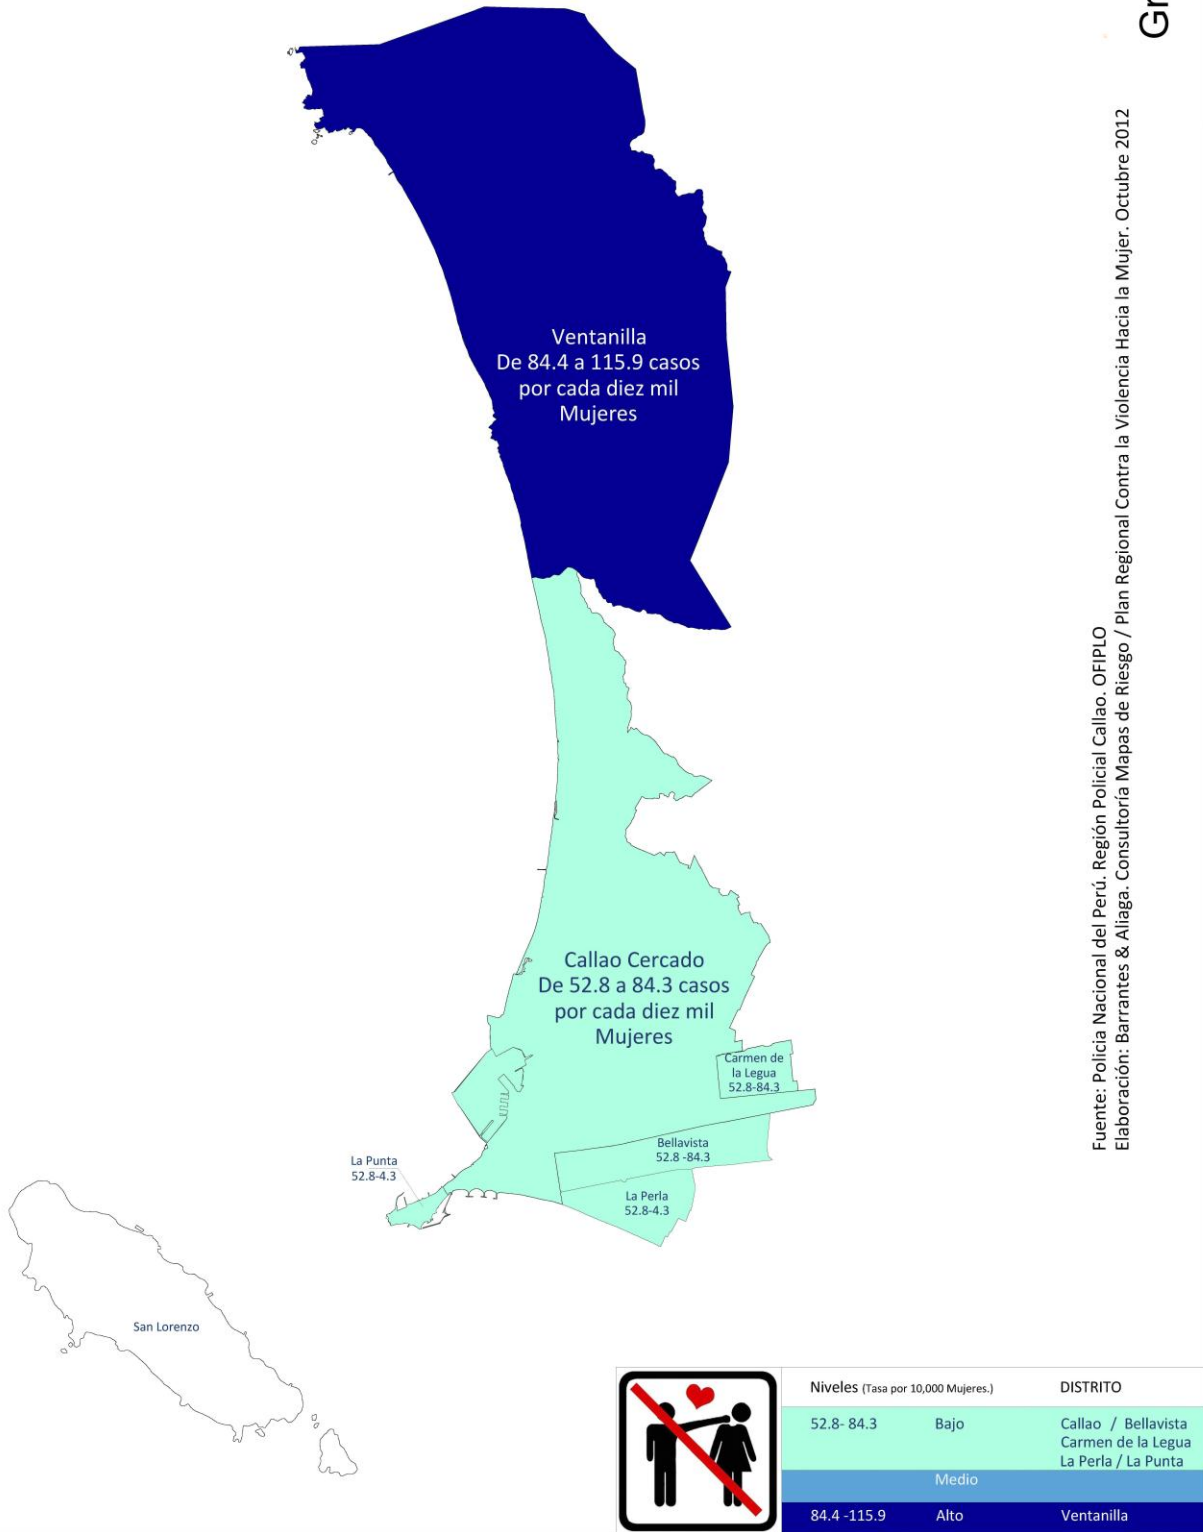 Gr
Ventanilla
De 84.4 a 115.9 casos
por cada diez mil
Mujeres
Callao Cercado
De 52.8 a 84.3 casos
por cada diez mil
Mujeres
Carmen de
la Legua
52.8-84.3
Bellavista
52.8 -84.3
La Punta
52.8-4.3
La Perla
52.8-4.3
San Lorenzo
Fuente: Policia Nacional del Perú. Región Policial Callao. OFIPLO
Elaboración: Barrantes & Aliaga. Consultoría Mapas de Riesgo / Plan Regional Contra la Violencia Hacia la Mujer. Octubre 2012
Niveles (Tasa por 10,000 Mujeres.) DISTRITO
52.8- 84.3 Bajo Callao / Bellavista
Carmen de la Legua
La Perla / La Punta
Medio
84.4 -115.9 Alto Ventanilla